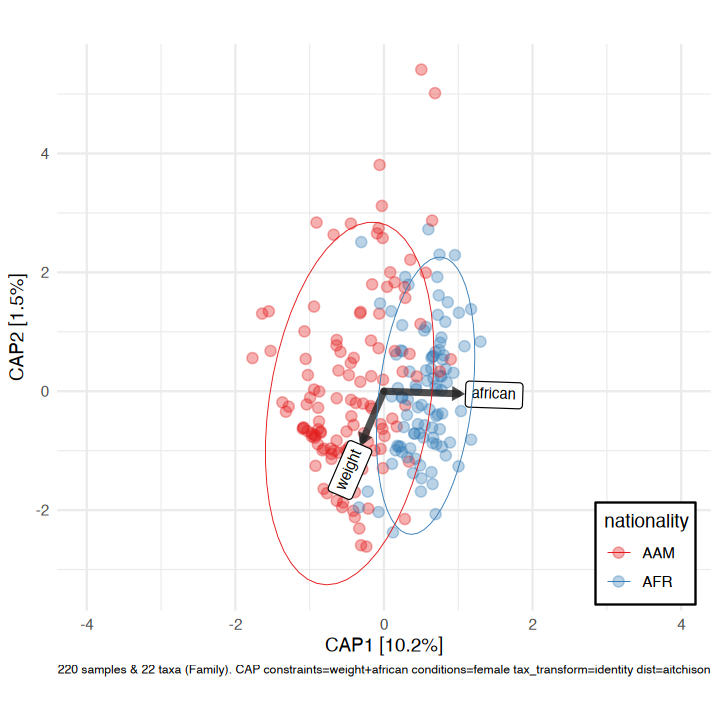 4
2
0
-2
CAP2 [1.5%]
african
weight
nationality
AAM
AFR
-4
-2
0
2
4
CAP1 [10.2%]
220 samples & 22 taxa (Family). CAP constraints=weight+african conditions=female tax_transform=identity dist=aitchison